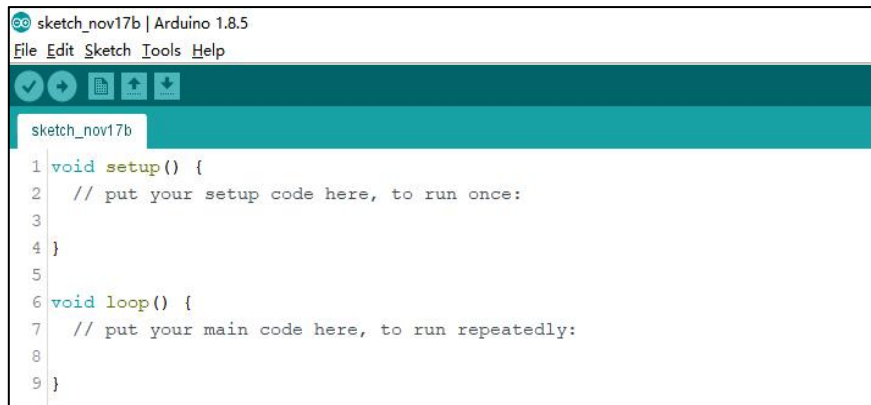 sketch_nov17b | Arduino 1.8.5
File Edit Sketch Tools Help
sketch_nov17b
1 void setup() {
2   // put your setup code here, to run once:
3
4 }
5
6 void loop() {
7   // put your main code here, to run repeatedly:
8
9 }